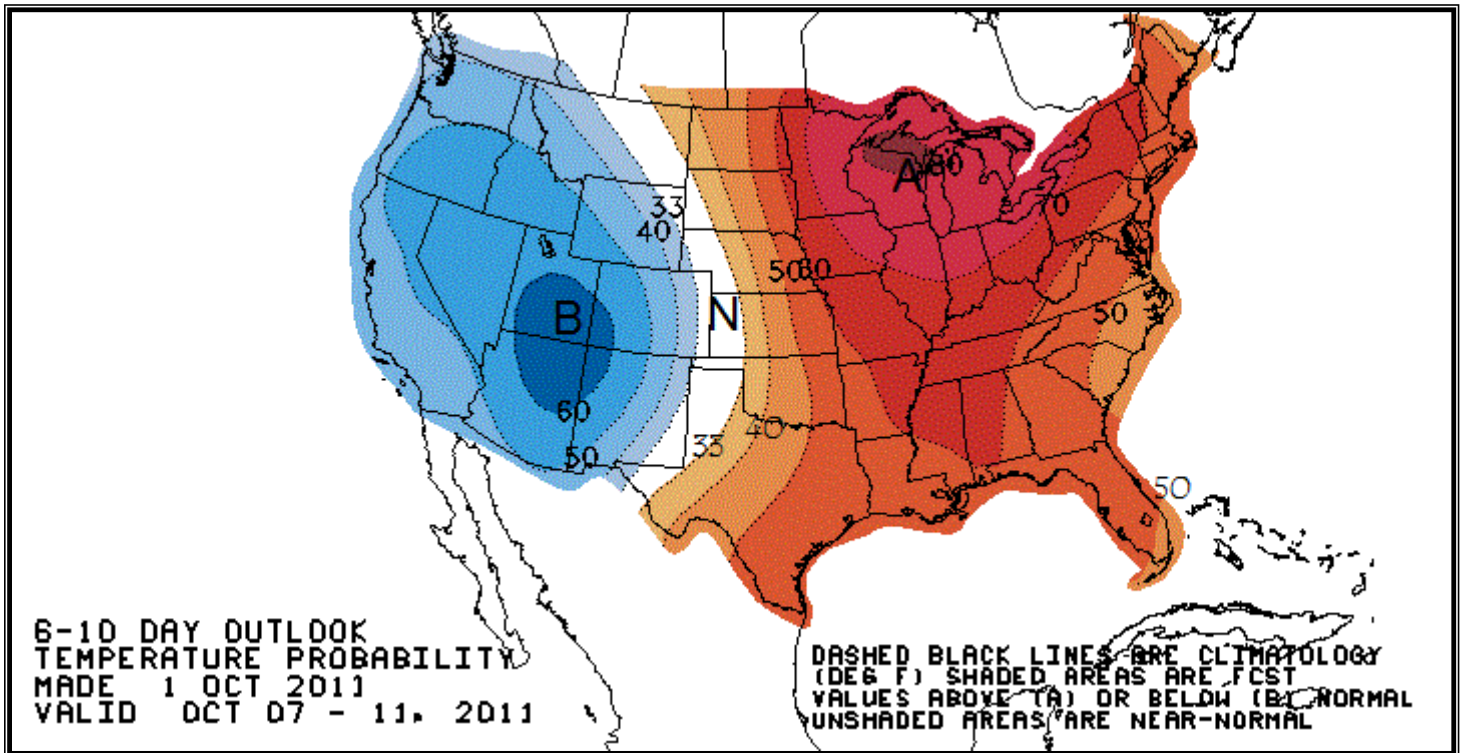 80
A
33
70
40
50 60
B
N
50
60
40
33
50
50
6-10 DAY OUTLOOK
TEMPERATURE PROBABILITY
MADE 1 OCT 2011
VALID OCT 07 - 11, 2011
DASHED BLACK LINES ARE CLIMATOLOGY
(DEG F) SHADED AREAS ARE FCST
VALUES ABOVE (A) OR BELOW (B) NORMAL
UNSHADED AREAS ARE NEAR-NORMAL